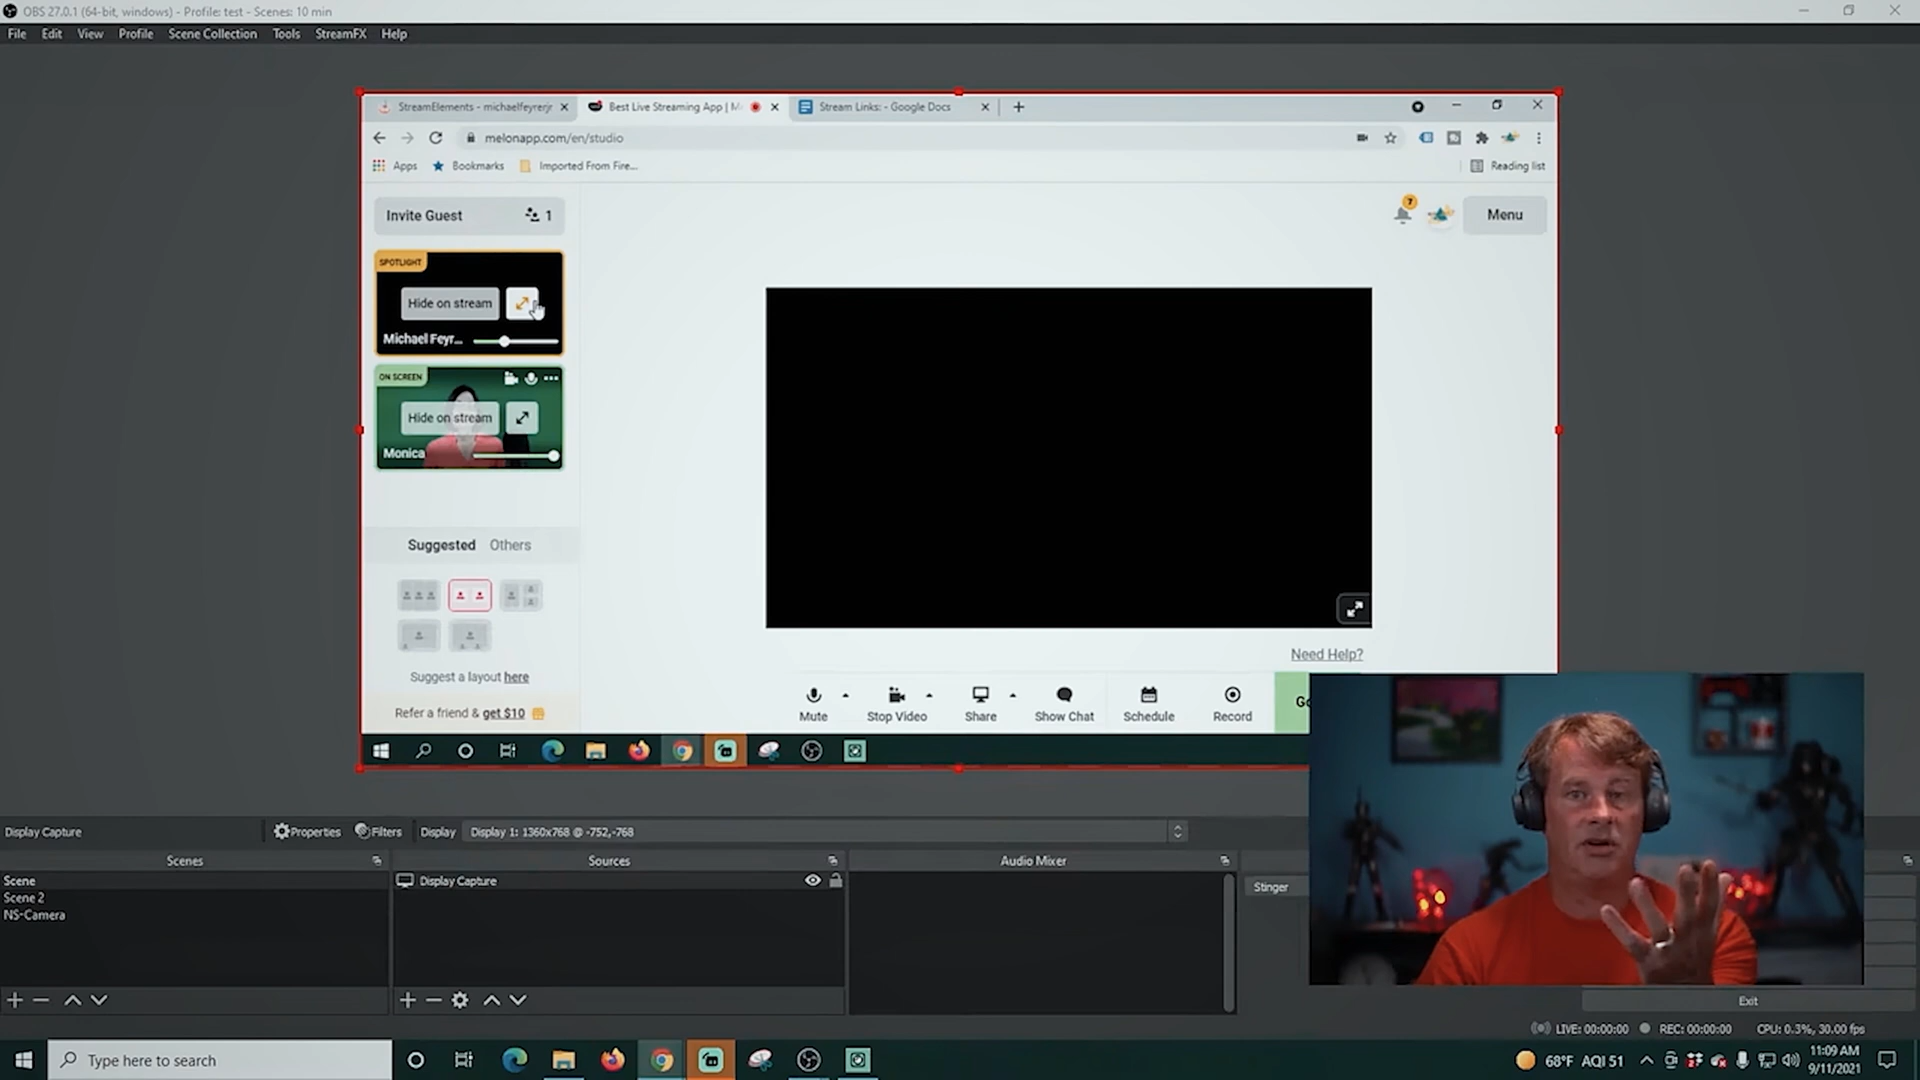 OBS 27.0.1 (64-bit, windows) - Profile: test - Scenes: 10 min
File Edit View Profile Scene Collection Tools StreamFX Help
StreamElements - michaelfeyrerjr
Best Live Streaming App | M
Stream Links: - Google Docs
melonapp.com/en/studio
Apps Bookmarks Imported From Fire... Reading list
Invite Guest 1
7
Menu
SPOTLIGHT
Hide on stream
Michael Feyr...
ON SCREEN
Hide on stream
Monica
Suggested Others
Suggest a layout here
Refer a friend & get $10
Need Help?
Mute Stop Video Share Show Chat Schedule Record Go
Display Capture Properties Filters Display Display 1: 1360x768 @ -752,-768
Scenes Sources Audio Mixer
Scene
Scene 2
NS-Camera
Display Capture
Stinger
Exit
LIVE: 00:00:00 REC: 00:00:00 CPU: 0.3%, 30.00 fps
Type here to search
68°F AQI 51
11:09 AM
9/11/2021